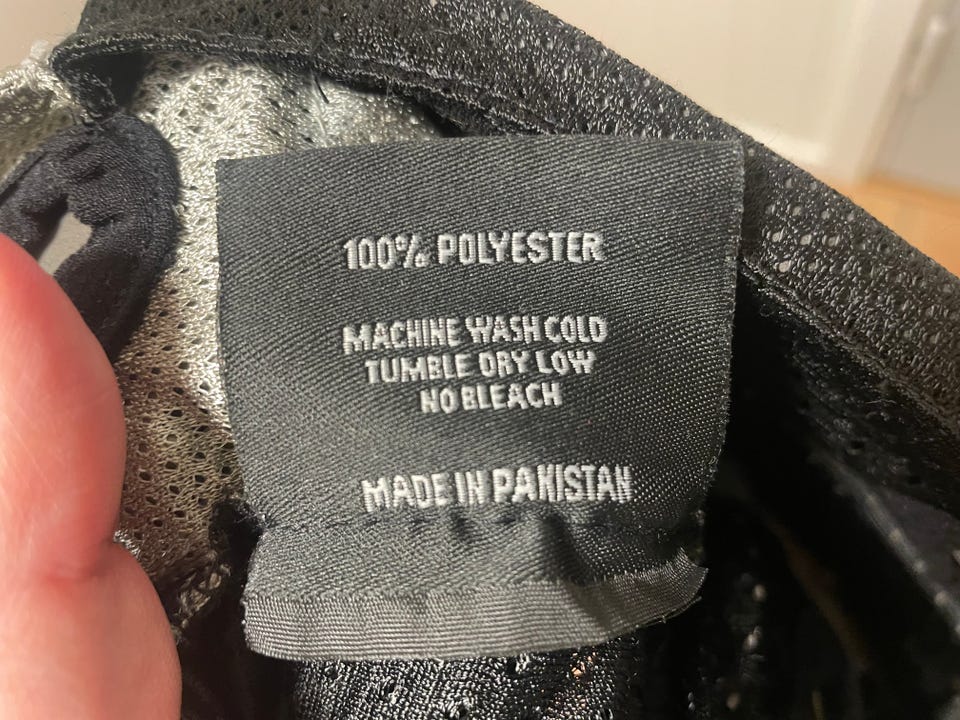 100% POLYESTER
MACHINE WASH COLD
TUMBLE DRY LOW
NO BLEACH
MADE IN PAKISTAN